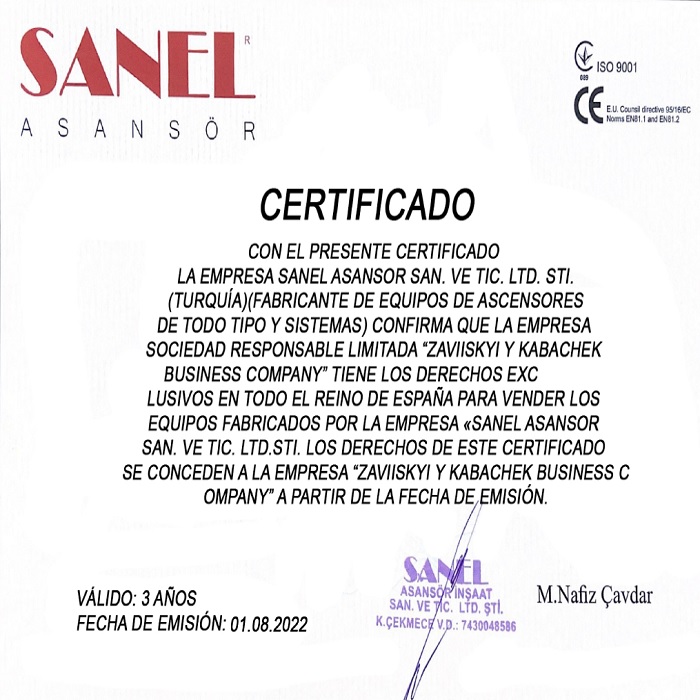 SANEL®
ASANSÖR
089
ISO 9001
CE
E.U. Counsil directive 95/16/EC
Norms EN81.1 and EN81.2
CERTIFICADO
CON EL PRESENTE CERTIFICADO
LA EMPRESA SANEL ASANSOR SAN. VE TIC. LTD. STI.
(TURQUÍA)(FABRICANTE DE EQUIPOS DE ASCENSORES
DE TODO TIPO Y SISTEMAS) CONFIRMA QUE LA EMPRESA
SOCIEDAD RESPONSABLE LIMITADA “ZAVIISKYI Y KABACHEK
BUSINESS COMPANY” TIENE LOS DERECHOS EXC
LUSIVOS EN TODO EL REINO DE ESPAÑA PARA VENDER LOS
EQUIPOS FABRICADOS POR LA EMPRESA «SANEL ASANSOR
SAN. VE TIC. LTD.STI. LOS DERECHOS DE ESTE CERTIFICADO
SE CONCEDEN A LA EMPRESA “ZAVIISKYI Y KABACHEK BUSINESS C
OMPANY” A PARTIR DE LA FECHA DE EMISIÓN.
VÁLIDO: 3 AÑOS
FECHA DE EMISIÓN: 01.08.2022
SANEL
ASANSÖR INŞAAT
SAN. VE TIC. LTD. ŞTİ.
K.ÇEKMECE V.D.: 7430048586
M.Nafiz Çavdar